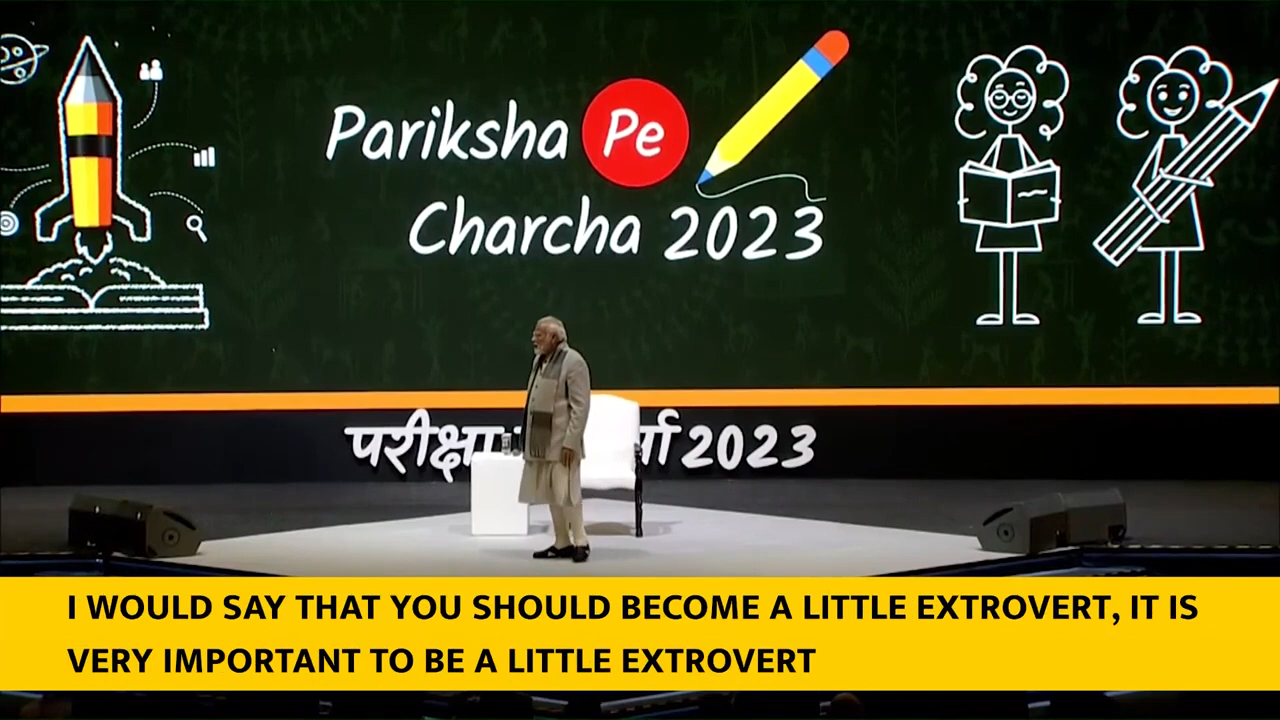 Pariksha Pe
Charcha 2023
परीक्षा र्चा 2023
I WOULD SAY THAT YOU SHOULD BECOME A LITTLE EXTROVERT, IT IS
VERY IMPORTANT TO BE A LITTLE EXTROVERT